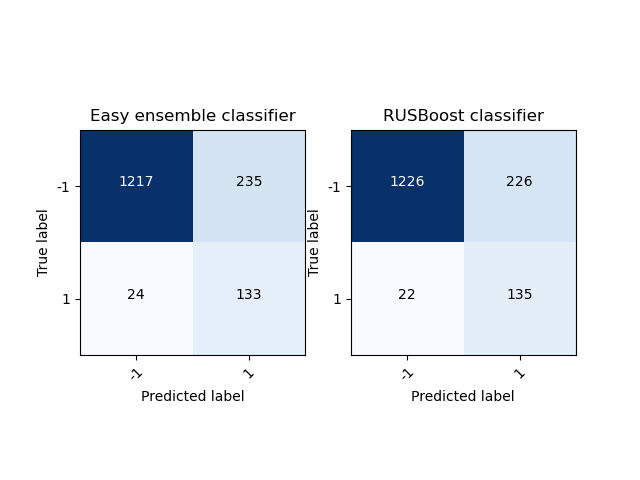 Easy ensemble classifier
-1
1217
235
True label
1
24
133
-1
1
Predicted label
RUSBoost classifier
-1
1226
226
True label
1
22
135
-1
1
Predicted label